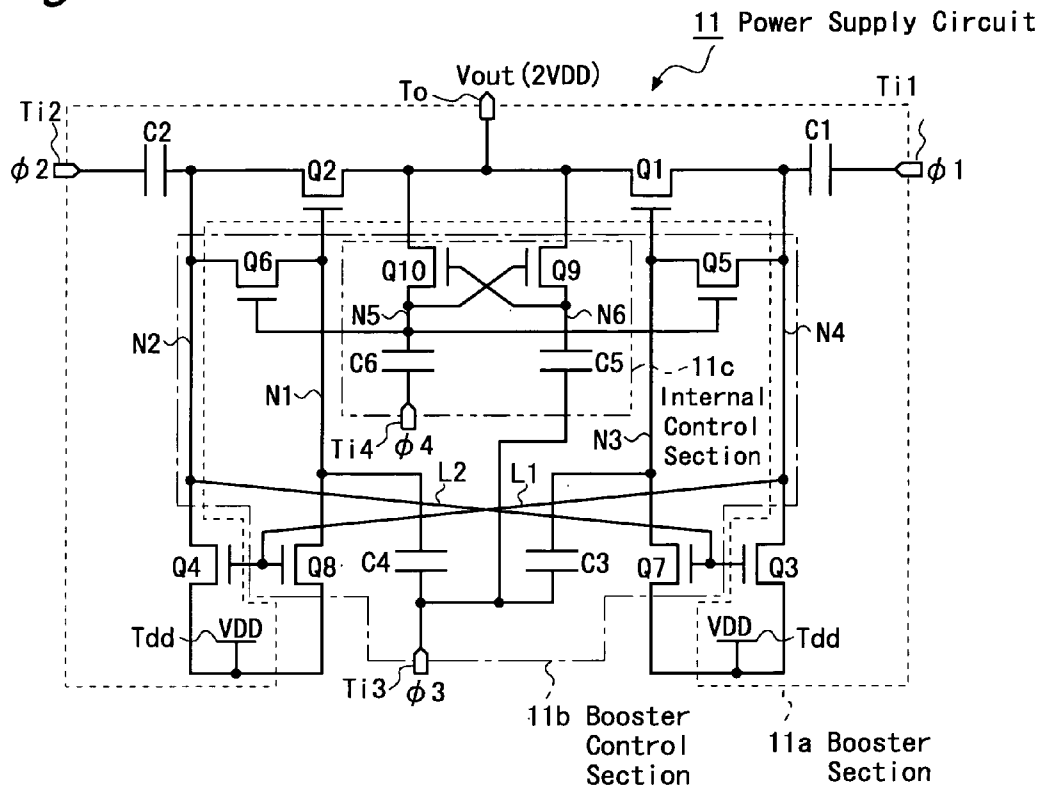 11 Power Supply Circuit
Vout(2VDD)
To
Ti1
Ti2
C2
C1
φ2
Q2
Q1
φ1
Q6
Q10
Q9
Q5
N5
N6
N2
N4
C6
C5
11c
Internal
Control
Section
N1
N3
Ti4
φ4
L2
L1
Q4
Q8
C4
C3
Q7
Q3
Tdd
VDD
VDD
Tdd
Ti3
φ3
11b Booster
Control
Section
11a Booster
Section